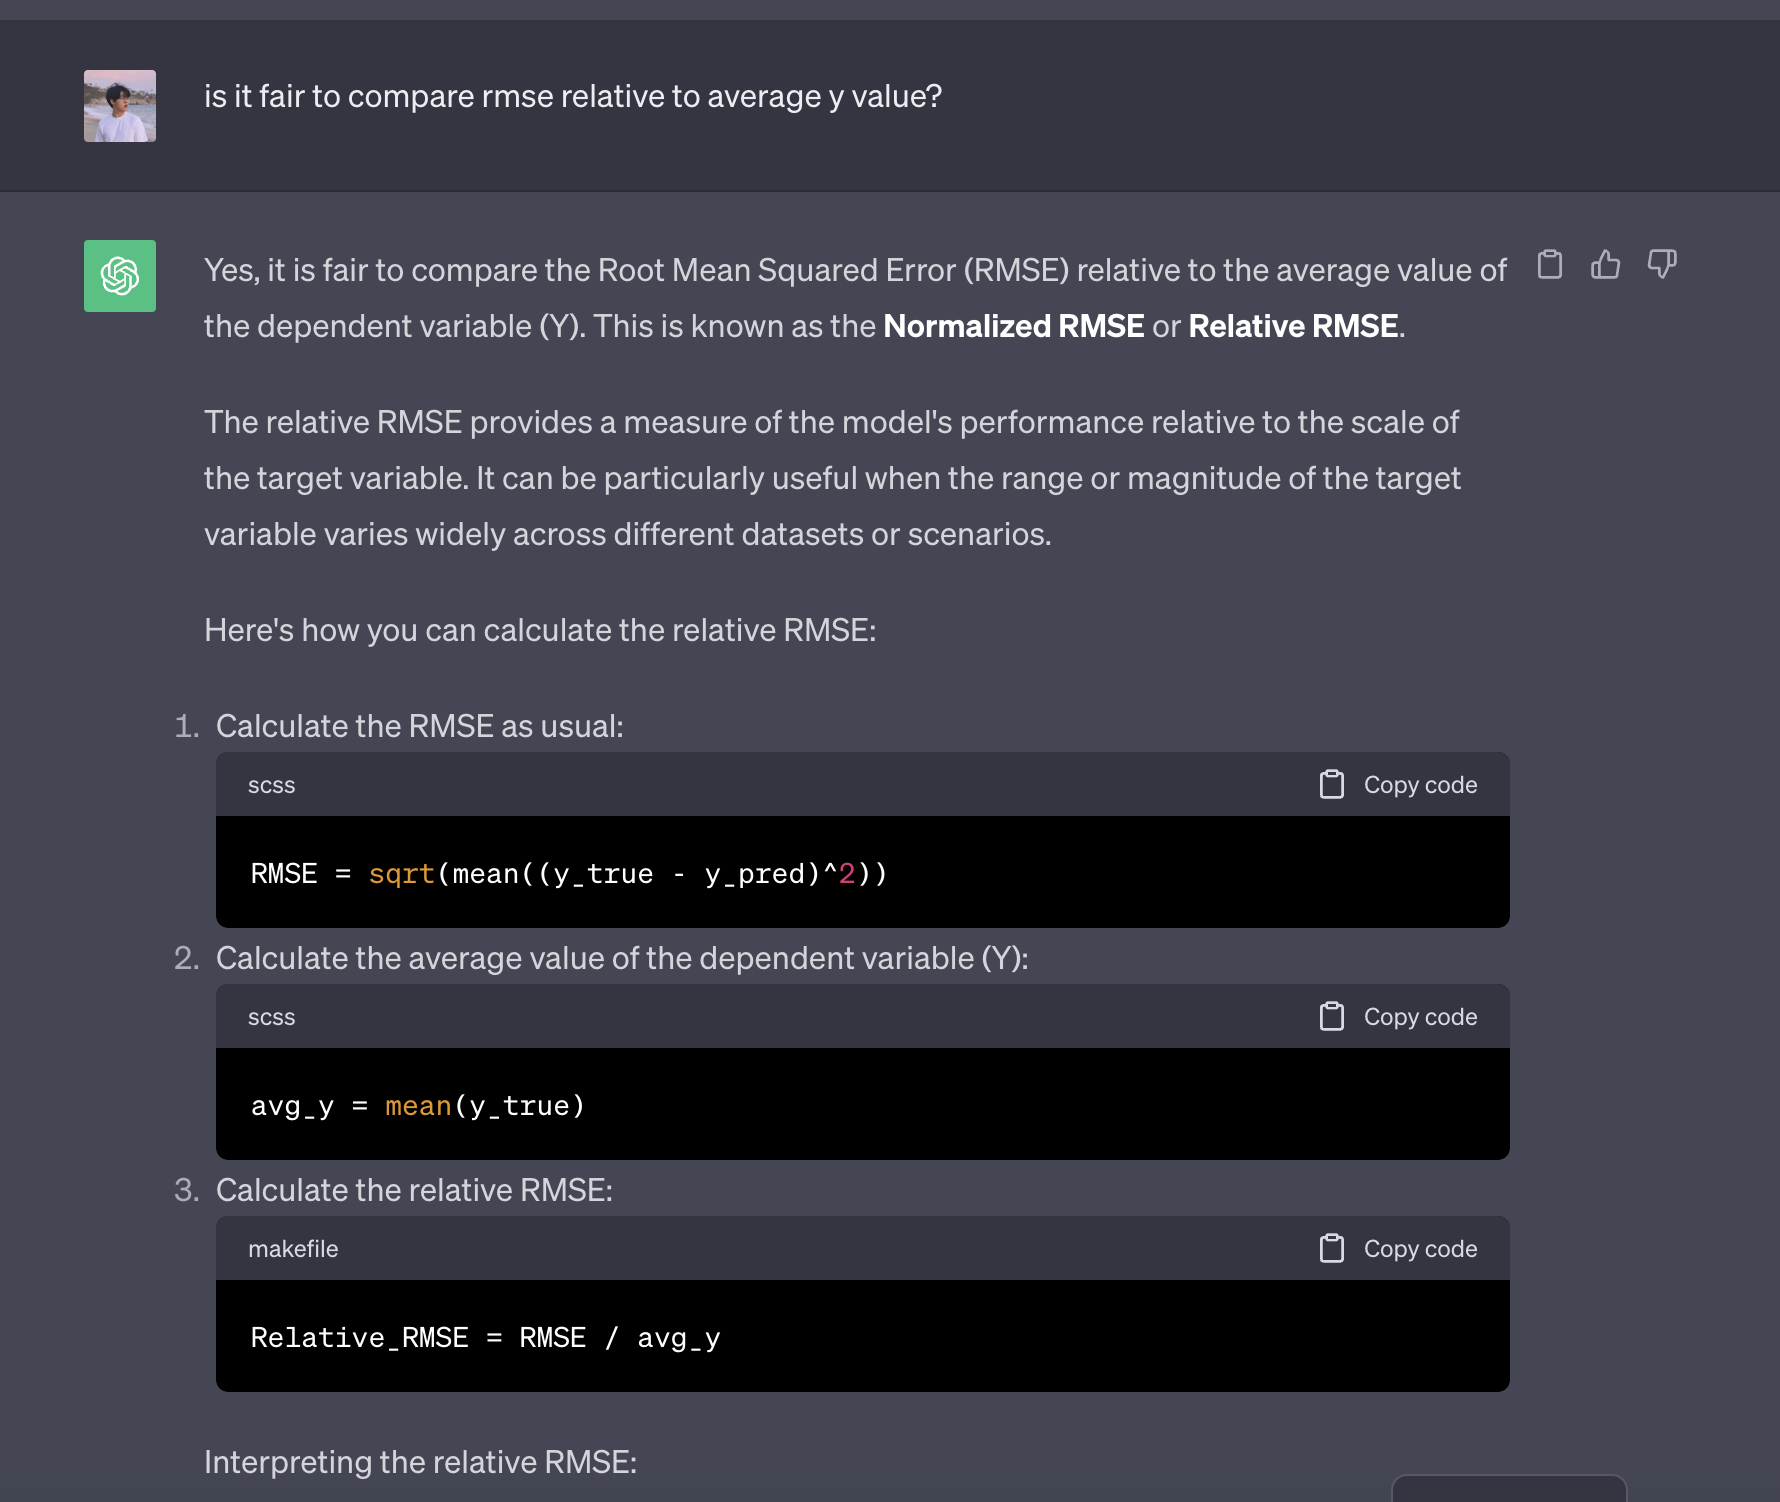 is it fair to compare rmse relative to average y value?
Yes, it is fair to compare the Root Mean Squared Error (RMSE) relative to the average value of
the dependent variable (Y). This is known as the Normalized RMSE or Relative RMSE.
The relative RMSE provides a measure of the model's performance relative to the scale of
the target variable. It can be particularly useful when the range or magnitude of the target
variable varies widely across different datasets or scenarios.
Here's how you can calculate the relative RMSE:
1. Calculate the RMSE as usual:
scss Copy code
RMSE = sqrt(mean((y_true - y_pred)^2))
2. Calculate the average value of the dependent variable (Y):
scss Copy code
avg_y = mean(y_true)
3. Calculate the relative RMSE:
makefile Copy code
Relative_RMSE = RMSE / avg_y
Interpreting the relative RMSE: